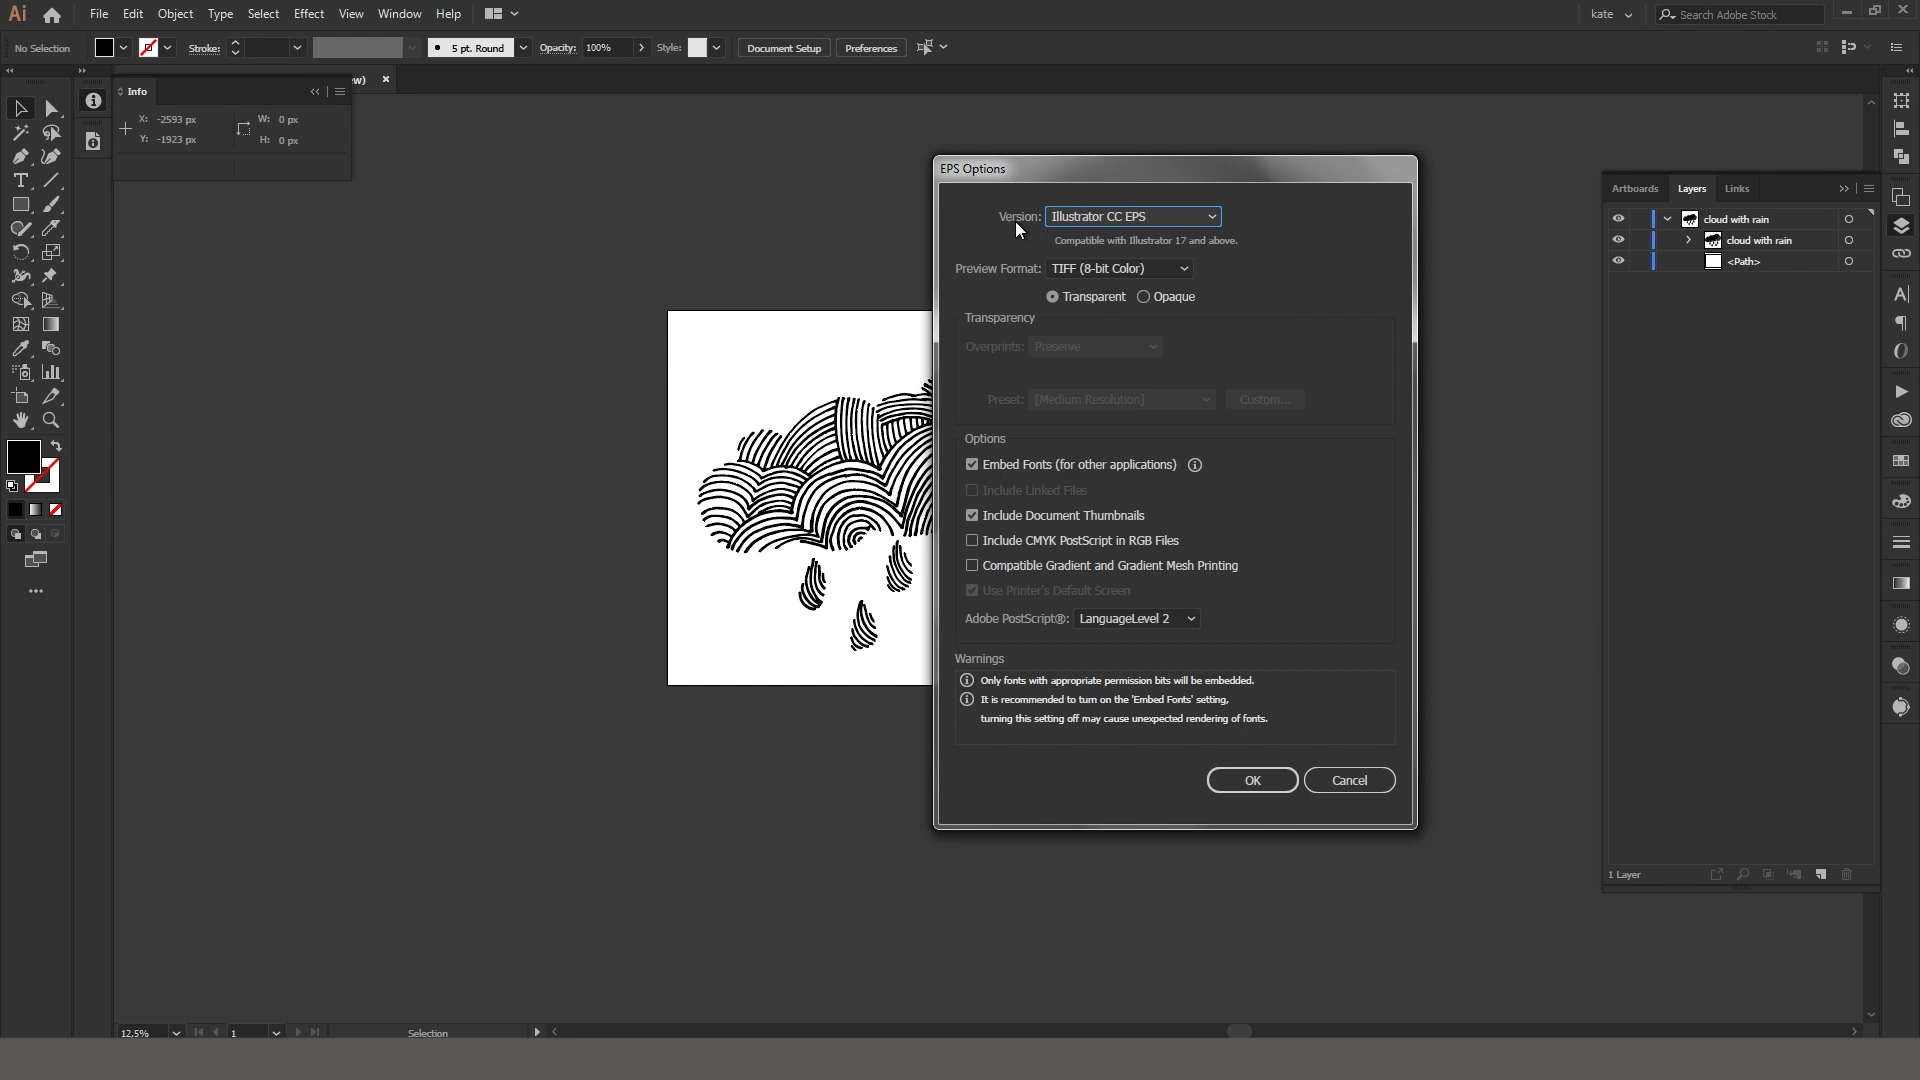 Ai File Edit Object Type Select Effect View Window Help kate Search Adobe Stock
No Selection Stroke: 5 pt. Round Opacity: 100% Style: Document Setup Preferences
Info
X: -2593 px W: 0 px
Y: -1923 px H: 0 px
EPS Options
Version: Illustrator CC EPS
Compatible with Illustrator 17 and above.
Preview Format: TIFF (8-bit Color)
Transparent Opaque
Transparency
Overprints: Preserve
Preset: [Medium Resolution] Custom...
Options
Embed Fonts (for other applications)
Include Linked Files
Include Document Thumbnails
Include CMYK PostScript in RGB Files
Compatible Gradient and Gradient Mesh Printing
Use Printer's Default Screen
Adobe PostScript®: LanguageLevel 2
Warnings
Only fonts with appropriate permission bits will be embedded.
It is recommended to turn on the 'Embed Fonts' setting,
turning this setting off may cause unexpected rendering of fonts.
OK Cancel
Artboards Layers Links
cloud with rain
cloud with rain
<Path>
1 Layer
12,5% 1 Selection